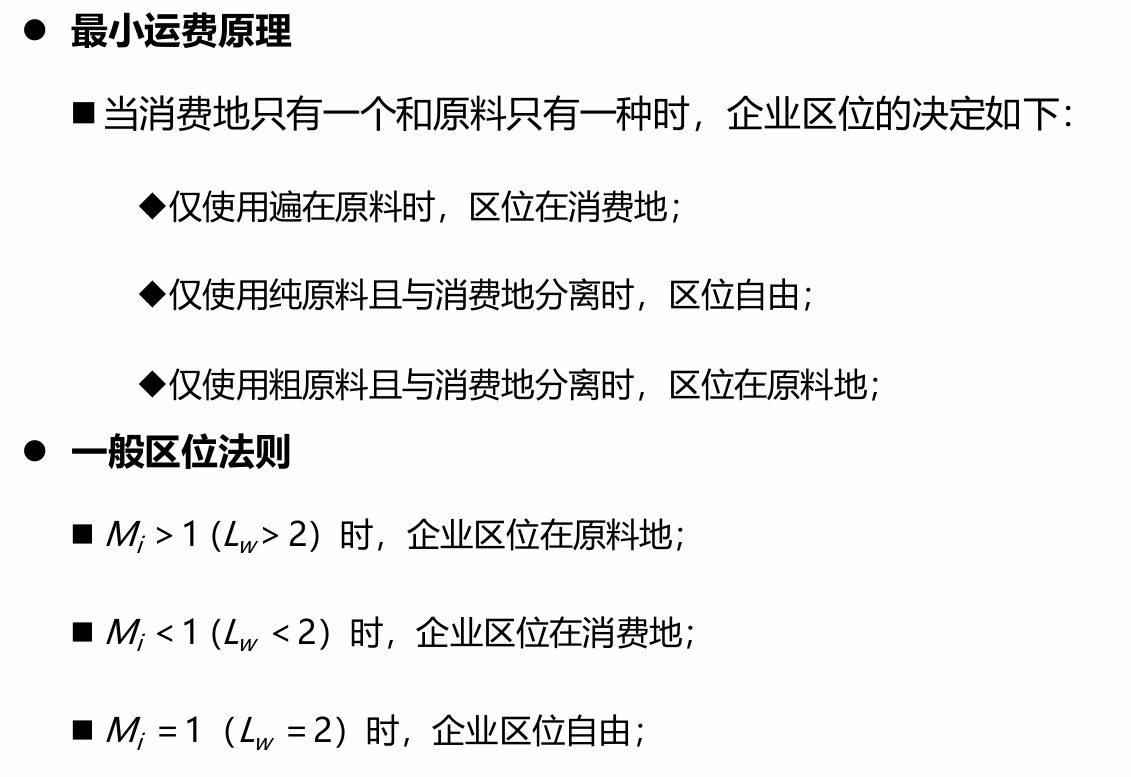 ● 最小运费原理
■ 当消费地只有一个和原料只有一种时，企业区位的决定如下：
◆仅使用遍在原料时，区位在消费地；
◆仅使用纯原料且与消费地分离时，区位自由；
◆仅使用粗原料且与消费地分离时，区位在原料地；
● 一般区位法则
■ Mi > 1 (Lw > 2）时，企业区位在原料地；
■ Mi < 1 (Lw < 2）时，企业区位在消费地；
■ Mi = 1（Lw = 2）时，企业区位自由；